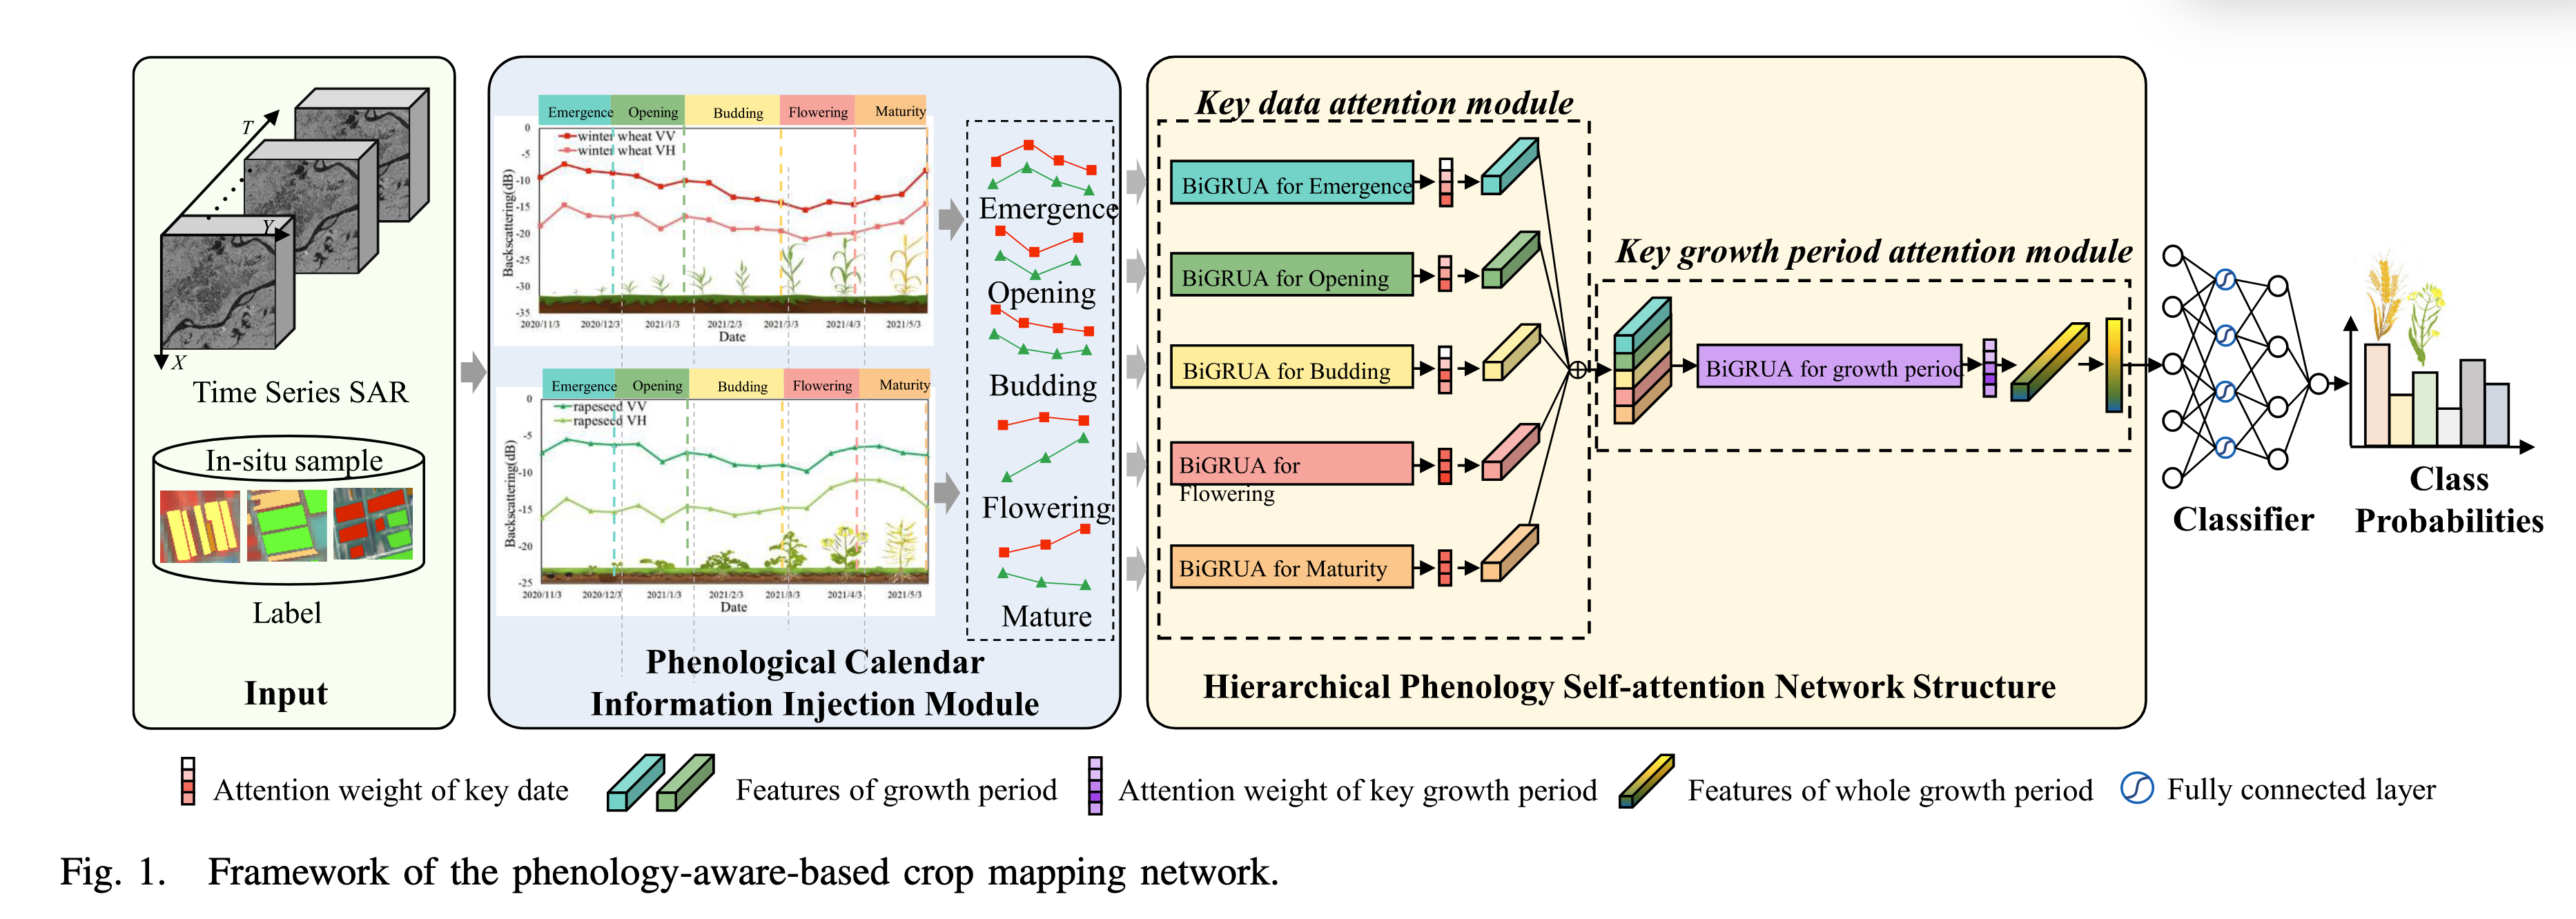 T
Y
X
Time Series SAR
In-situ sample
Label
Input
Emergence Opening Budding Flowering Maturity
winter wheat VV
winter wheat VH
Backscattering(dB)
0
-5
-10
-15
-20
-25
-30
-35
2020/11/3 2020/12/3 2021/1/3 2021/2/3 2021/3/3 2021/4/3 2021/5/3
Date
Emergence Opening Budding Flowering Maturity
rapeseed VV
rapeseed VH
Backscattering(dB)
0
-5
-10
-15
-20
-25
2020/11/3 2020/12/3 2021/1/3 2021/2/3 2021/3/3 2021/4/3 2021/5/3
Date
Emergence
Opening
Budding
Flowering
Mature
Phenological Calendar
Information Injection Module
Key data attention module
BiGRUA for Emergence
BiGRUA for Opening
BiGRUA for Budding
BiGRUA for
Flowering
BiGRUA for Maturity
Key growth period attention module
BiGRUA for growth period
Hierarchical Phenology Self-attention Network Structure
Classifier
Class
Probabilities
Attention weight of key date
Features of growth period
Attention weight of key growth period
Features of whole growth period
Fully connected layer
Fig. 1. Framework of the phenology-aware-based crop mapping network.